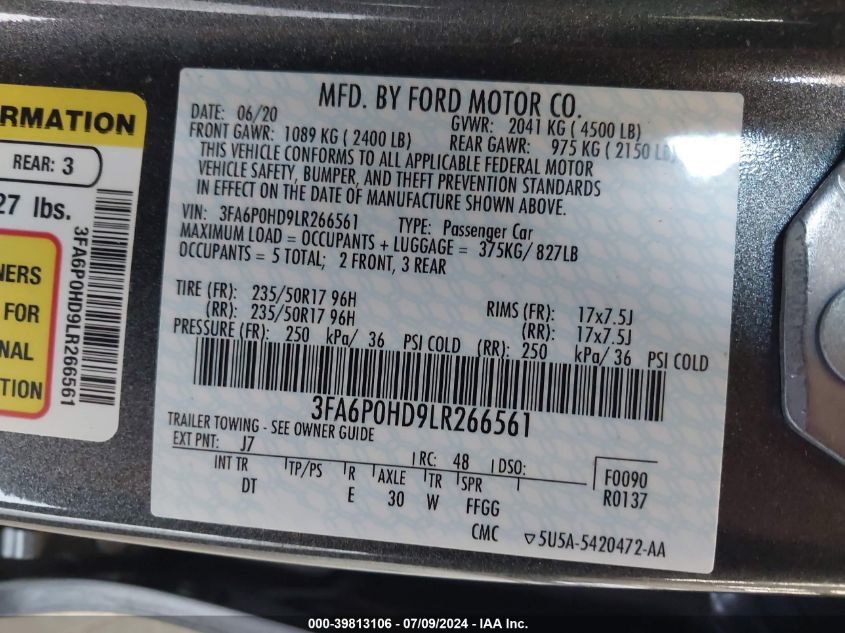 RMATION
REAR: 3
27 lbs.
NERS
FOR
NAL
TION
3FA6P0HD9LR266561
MFD. BY FORD MOTOR CO.
DATE: 06/20 GVWR: 2041 KG ( 4500 LB)
FRONT GAWR: 1089 KG ( 2400 LB) REAR GAWR: 975 KG ( 2150 LB)
THIS VEHICLE CONFORMS TO ALL APPLICABLE FEDERAL MOTOR
VEHICLE SAFETY, BUMPER, AND THEFT PREVENTION STANDARDS
IN EFFECT ON THE DATE OF MANUFACTURE SHOWN ABOVE.
VIN: 3FA6P0HD9LR266561 TYPE: Passenger Car
MAXIMUM LOAD = OCCUPANTS + LUGGAGE = 375KG/ 827LB
OCCUPANTS = 5 TOTAL; 2 FRONT, 3 REAR
TIRE (FR): 235/50R17 96H RIMS (FR): 17x7.5J
(RR): 235/50R17 96H (RR): 17x7.5J
PRESSURE (FR): 250 kPa/ 36 PSI COLD (RR): 250 kPa/ 36 PSI COLD
3FA6P0HD9LR266561
TRAILER TOWING - SEE OWNER GUIDE
EXT PNT: J7 RC: 48 DSO: F0090
INT TR TP/PS R AXLE TR SPR R0137
DT E 30 W FFGG
CMC ▽5U5A-5420472-AA
000-39813106 - 07/09/2024 - IAA Inc.